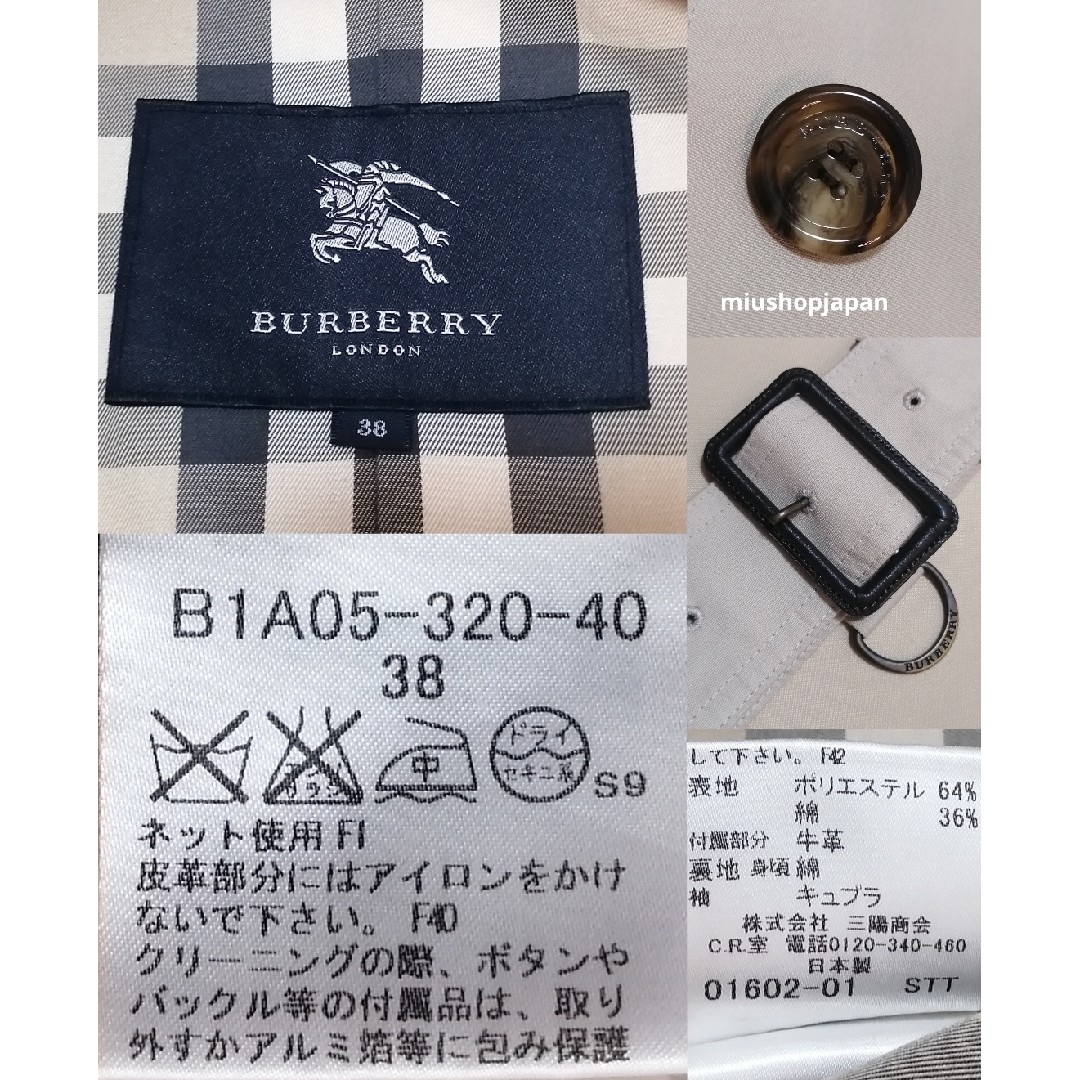 BURBERRY
LONDON
38
miushopjapan
BURBERRY
B1A05-320-40
38
中
ドライ
セキユ系
S9
ネット使用 F1
皮革部分にはアイロンをかけ
ないで下さい。 F40
クリーニングの際、ボタンや
バックル等の付属品は、取り
外すかアルミ箔等に包み保護
して下さい。 F42
表地 ポリエステル 64%
綿 36%
付属部分 牛革
裏地 身頃 綿
袖 キュプラ
株式会社 三陽商会
C.R.室 電話0120-340-460
日本製
01602-01 STT